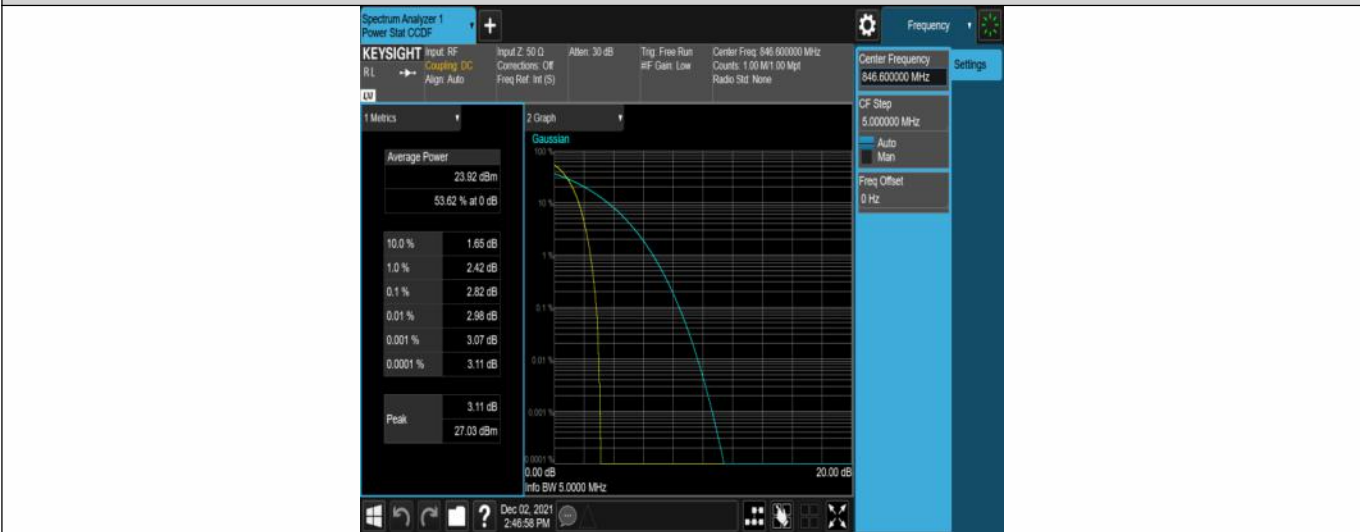 Spectrum Analyzer 1
Power Stat CCDF
+
Frequency
KEYSIGHT
Input: RF
Coupling: DC
Align: Auto
Input Z: 50 Ω
Corrections: Off
Freq Ref: Int (S)
Atten: 30 dB
Trig: Free Run
#IF Gain: Low
Center Freq: 846.600000 MHz
Counts: 1.00 M/1.00 Mpt
Radio Std: None
RL
LV
Center Frequency
846.600000 MHz
Settings
CF Step
5.000000 MHz
Auto
Man
Freq Offset
0 Hz
1 Metrics
Average Power
23.92 dBm
53.62 % at 0 dB
10.0 % 1.65 dB
1.0 % 2.42 dB
0.1 % 2.82 dB
0.01 % 2.98 dB
0.001 % 3.07 dB
0.0001 % 3.11 dB
Peak
3.11 dB
27.03 dBm
2 Graph
Gaussian
100 %
10 %
1 %
0.1 %
0.01 %
0.001 %
0.0001 %
0.00 dB 20.00 dB
Info BW 5.0000 MHz
?
Dec 02, 2021
2:46:58 PM